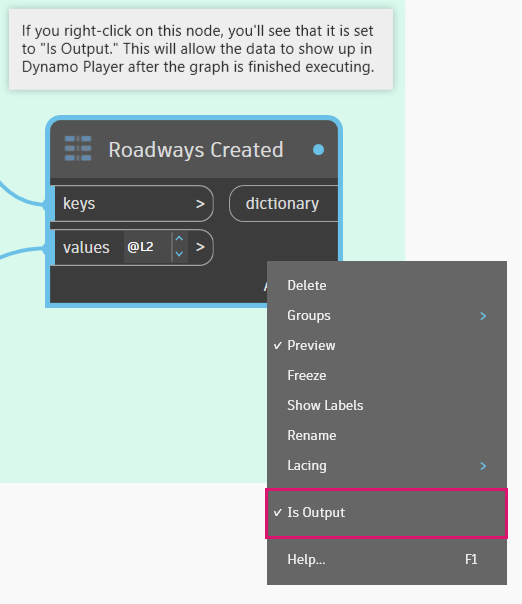 If you right-click on this node, you'll see that it is set
to "Is Output." This will allow the data to show up in
Dynamo Player after the graph is finished executing.
Roadways Created
keys > dictionary
values @L2 >
Delete
Groups >
✓ Preview
Freeze
Show Labels
Rename
Lacing >
✓ Is Output
Help... F1